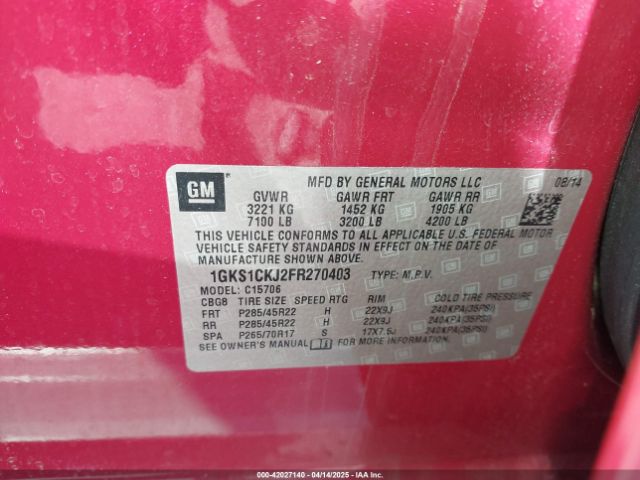 GM
MFD BY GENERAL MOTORS LLC 08/14
GVWR GAWR FRT GAWR RR
3221 KG 1452 KG 1905 KG
7100 LB 3200 LB 4200 LB
THIS VEHICLE CONFORMS TO ALL APPLICABLE U.S. FEDERAL MOTOR
VEHICLE SAFETY STANDARDS IN EFFECT ON THE DATE OF
MANUFACTURE SHOWN ABOVE.
1GKS1CKJ2FR270403 TYPE: M.P.V.
MODEL: C15706
CBG8 TIRE SIZE SPEED RTG RIM COLD TIRE PRESSURE
FRT P285/45R22 H 22X9J 240KPA(35PSI)
RR P285/45R22 H 22X9J 240KPA(35PSI)
SPA P265/70R17 S 17X7.5J 240KPA(35PSI)
SEE OWNER'S MANUAL FOR MORE INFORMATION.
000-42027140 - 04/14/2025 - IAAI.com